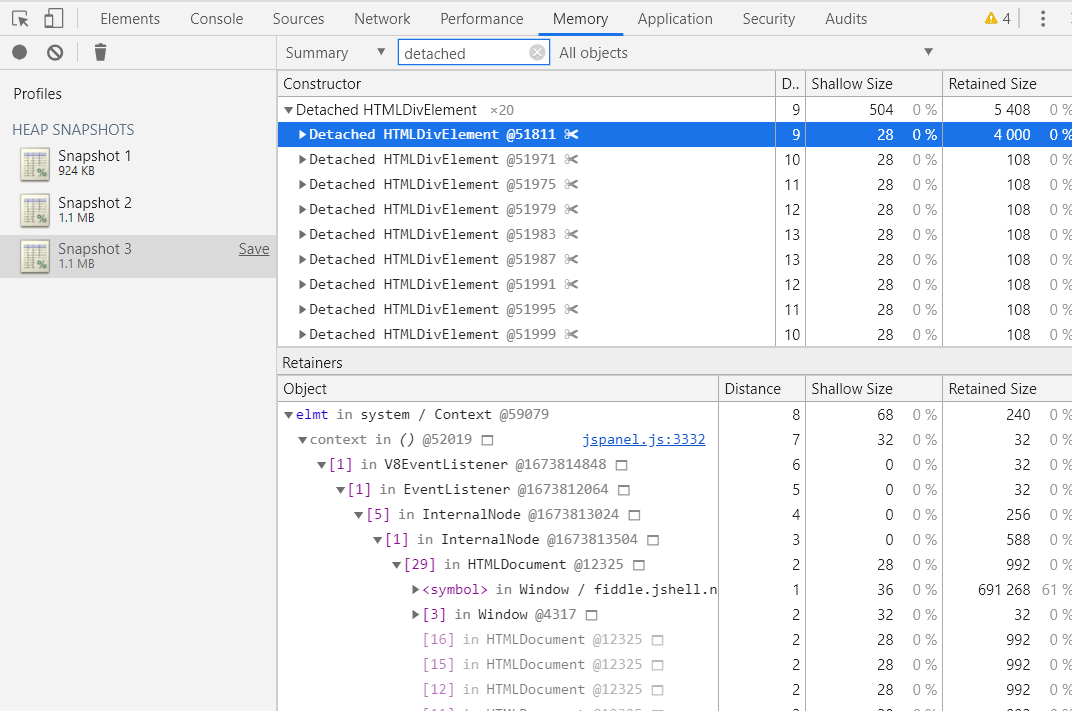 Elements Console Sources Network Performance Memory Application Security Audits 4
Summary detached All objects
Profiles
HEAP SNAPSHOTS
Snapshot 1
924 KB
Snapshot 2
1.1 MB
Snapshot 3 Save
1.1 MB
Constructor D.. Shallow Size Retained Size
Detached HTMLDivElement ×20 9 504 0 % 5 408 0 %
Detached HTMLDivElement @51811 9 28 0 % 4 000 0 %
Detached HTMLDivElement @51971 10 28 0 % 108 0 %
Detached HTMLDivElement @51975 11 28 0 % 108 0 %
Detached HTMLDivElement @51979 12 28 0 % 108 0 %
Detached HTMLDivElement @51983 13 28 0 % 108 0 %
Detached HTMLDivElement @51987 13 28 0 % 108 0 %
Detached HTMLDivElement @51991 12 28 0 % 108 0 %
Detached HTMLDivElement @51995 11 28 0 % 108 0 %
Detached HTMLDivElement @51999 10 28 0 % 108 0 %
Retainers
Object Distance Shallow Size Retained Size
elmt in system / Context @59079 8 68 0 % 240 0 %
context in () @52019 jspanel.js:3332 7 32 0 % 32 0 %
[1] in V8EventListener @1673814848 6 0 0 % 32 0 %
[1] in EventListener @1673812064 5 0 0 % 32 0 %
[5] in InternalNode @1673813024 4 0 0 % 256 0 %
[1] in InternalNode @1673813504 3 0 0 % 588 0 %
[29] in HTMLDocument @12325 2 28 0 % 992 0 %
<symbol> in Window / fiddle.jshell.n 1 36 0 % 691 268 61 %
[3] in Window @4317 2 32 0 % 32 0 %
[16] in HTMLDocument @12325 2 28 0 % 992 0 %
[15] in HTMLDocument @12325 2 28 0 % 992 0 %
[12] in HTMLDocument @12325 2 28 0 % 992 0 %